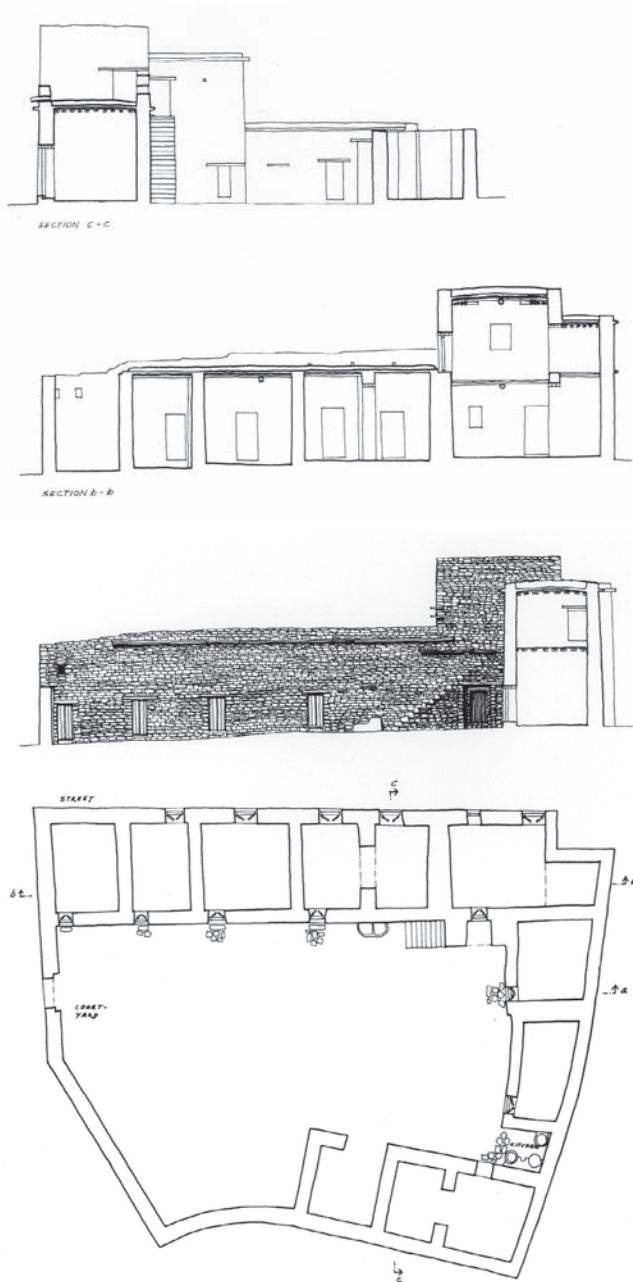 SECTION C-C
SECTION b-b
STREET
C
b
a
COURT-
YARD
KITCHEN
C